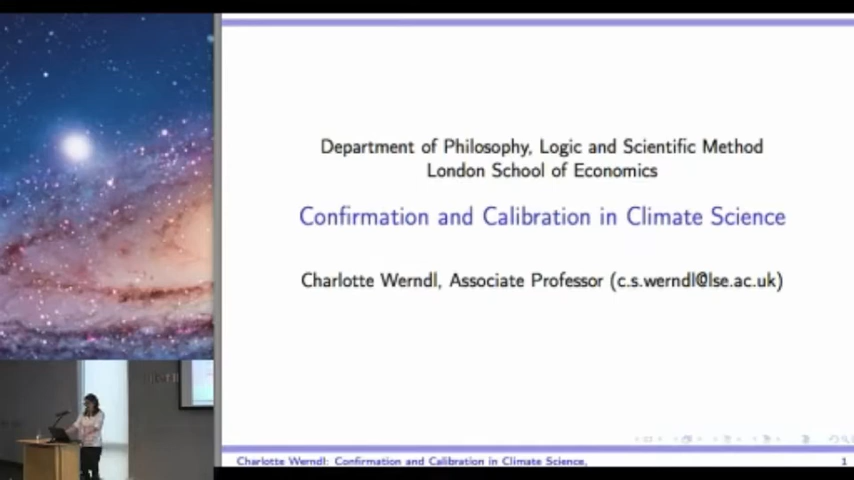 Department of Philosophy, Logic and Scientific Method
London School of Economics
Confirmation and Calibration in Climate Science
Charlotte Werndl, Associate Professor (c.s.werndl@lse.ac.uk)
Charlotte Werndl: Confirmation and Calibration in Climate Science,
1